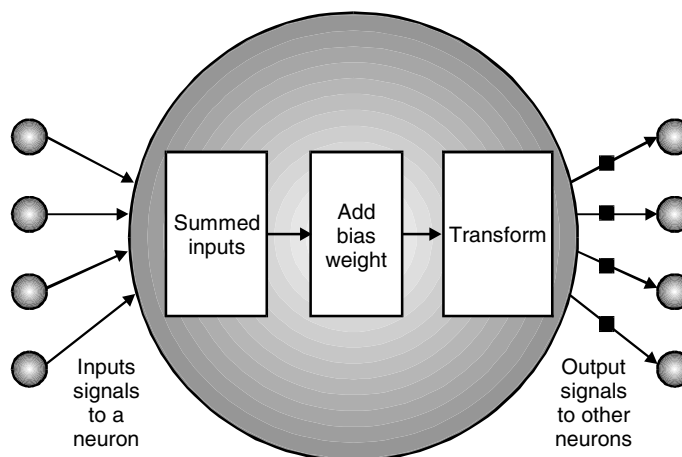 Summed
inputs
Add
bias
weight
Transform
Inputs
signals
to a
neuron
Output
signals
to other
neurons